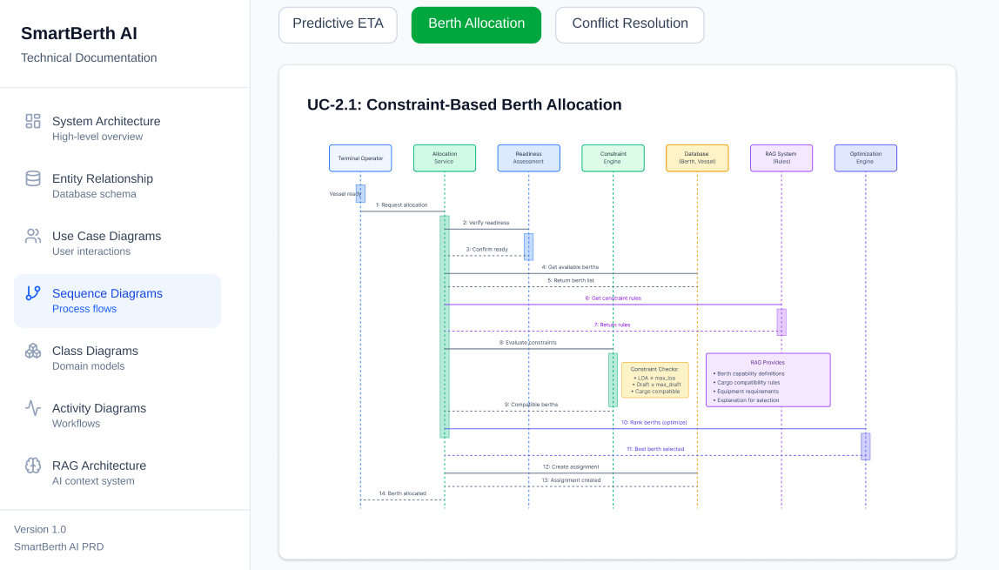 SmartBerth AI
Technical Documentation
System Architecture
High-level overview
Entity Relationship
Database schema
Use Case Diagrams
User interactions
Sequence Diagrams
Process flows
Class Diagrams
Domain models
Activity Diagrams
Workflows
RAG Architecture
AI context system
Version 1.0
SmartBerth AI PRD
Predictive ETA
Berth Allocation
Conflict Resolution
UC-2.1: Constraint-Based Berth Allocation
Terminal Operator
Allocation
Service
Readiness
Assessment
Constraint
Engine
Database
(Berth, Vessel)
RAG System
(Rules)
Optimization
Engine
Vessel ready
1: Request allocation
2: Verify readiness
3: Confirm ready
4: Get available berths
5: Return berth list
6: Get constraint rules
7: Return rules
8: Evaluate constraints
Constraint Checks:
• LOA ≤ max_loa
• Draft ≤ max_draft
• Cargo compatible
RAG Provides
• Berth capability definitions
• Cargo compatibility rules
• Equipment requirements
• Explanation for selection
9: Compatible berths
10: Rank berths (optimize)
11: Best berth selected
12: Create assignment
13: Assignment created
14: Berth allocated